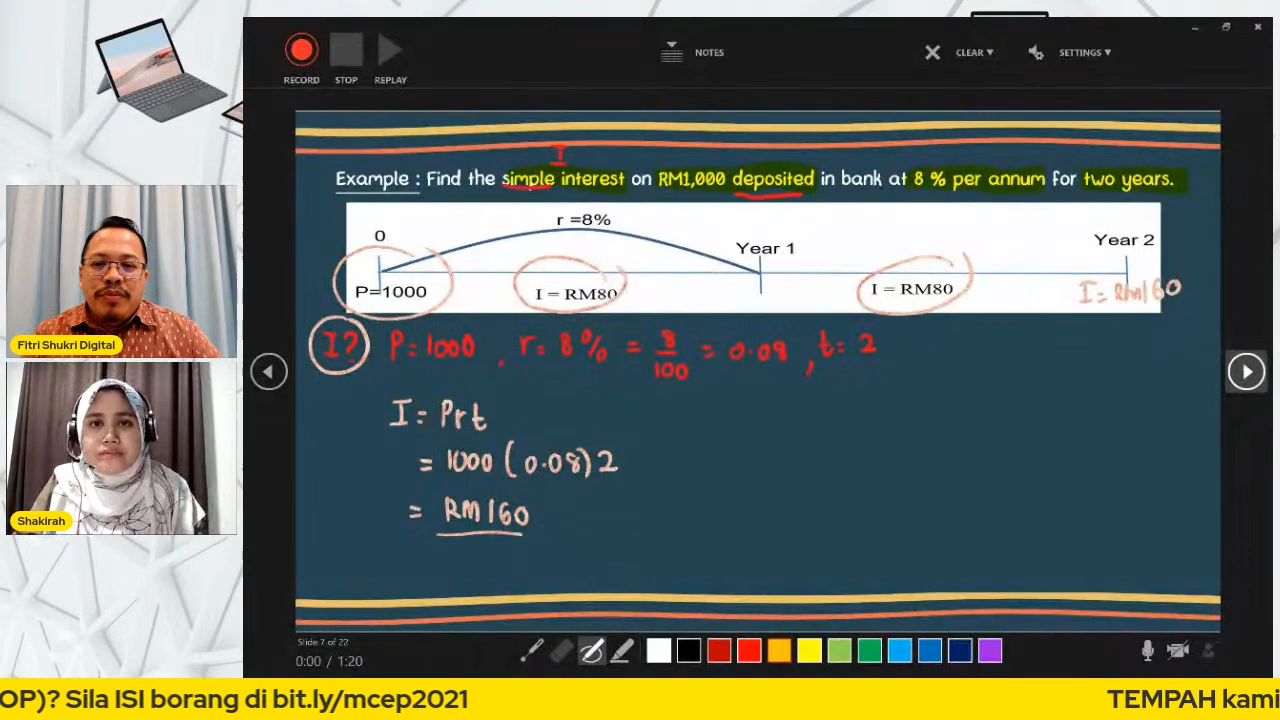 RECORD STOP REPLAY
NOTES
CLEAR ▼
SETTINGS ▼
I
Example : Find the simple interest on RM1,000 deposited in bank at 8 % per annum for two years.
r =8%
0
Year 1
Year 2
P=1000
I = RM80
I = RM80
I = RM160
I? P = 1000 , r = 8% = 8/100 = 0.08 , t = 2
I = Prt
= 1000 (0.08) 2
= RM160
Fitri Shukri Digital
Shakirah
Slide 7 of 22
0:00 / 1:20
OP)? Sila ISI borang di bit.ly/mcep2021
TEMPAH kami